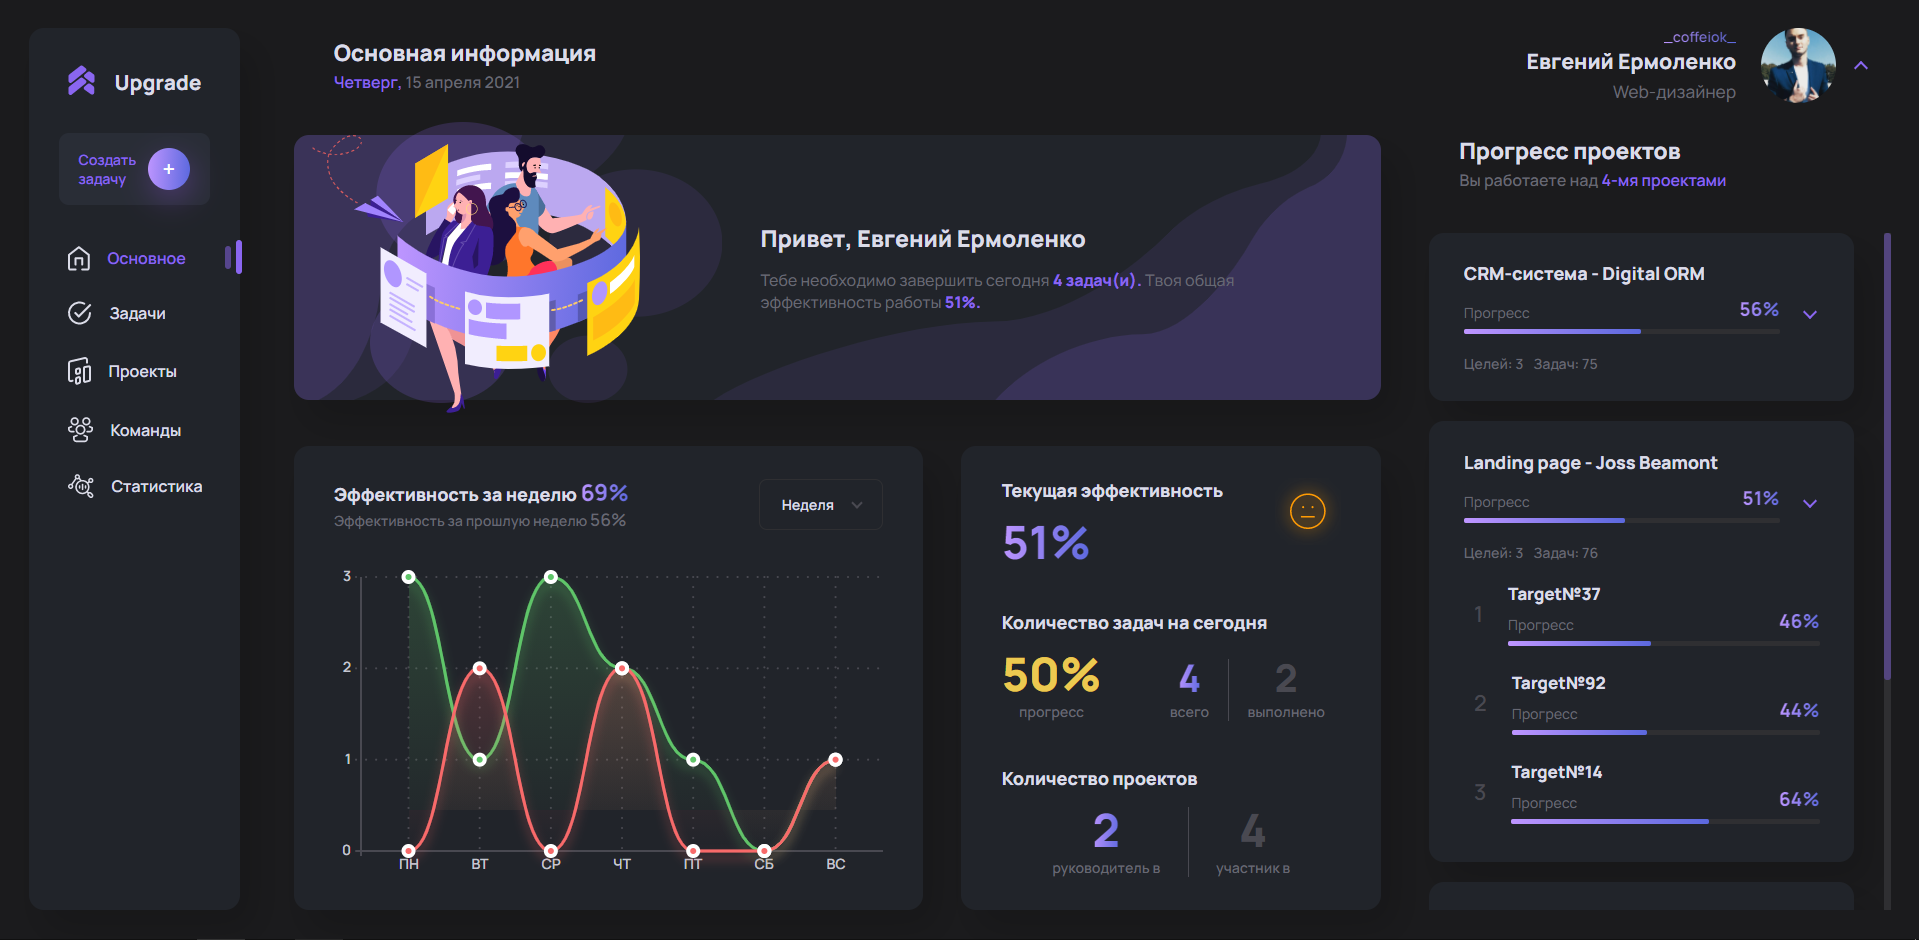 Upgrade
Создать
задачу
+
Основное
Задачи
Проекты
Команды
Статистика
Основная информация
Четверг, 15 апреля 2021
_coffeiok_
Евгений Ермоленко
Web-дизайнер
Привет, Евгений Ермоленко
Тебе необходимо завершить сегодня 4 задач(и). Твоя общая
эффективность работы 51%.
Эффективность за неделю 69%
Эффективность за прошлую неделю 56%
Неделя
3
2
1
0
ПН ВТ СР ЧТ ПТ СБ ВС
Текущая эффективность
51%
Количество задач на сегодня
50% 4 2
прогресс всего выполнено
Количество проектов
2 4
руководитель в участник в
Прогресс проектов
Вы работаете над 4-мя проектами
CRM-система - Digital ORM
Прогресс 56%
Целей: 3 Задач: 75
Landing page - Joss Beamont
Прогресс 51%
Целей: 3 Задач: 76
1 Target№37
Прогресс 46%
2 Target№92
Прогресс 44%
3 Target№14
Прогресс 64%